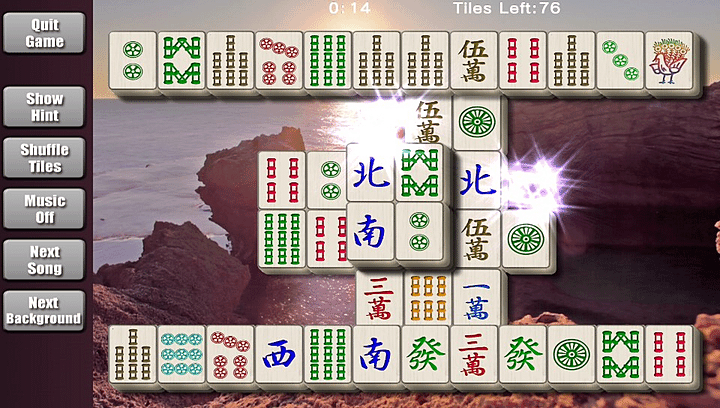 0:14
Tiles Left:76
Quit
Game
Show
Hint
Shuffle
Tiles
Music
Off
Next
Song
Next
Background
伍萬
伍萬
北
北
南
伍萬
三萬
一萬
西
南
發
三萬
發